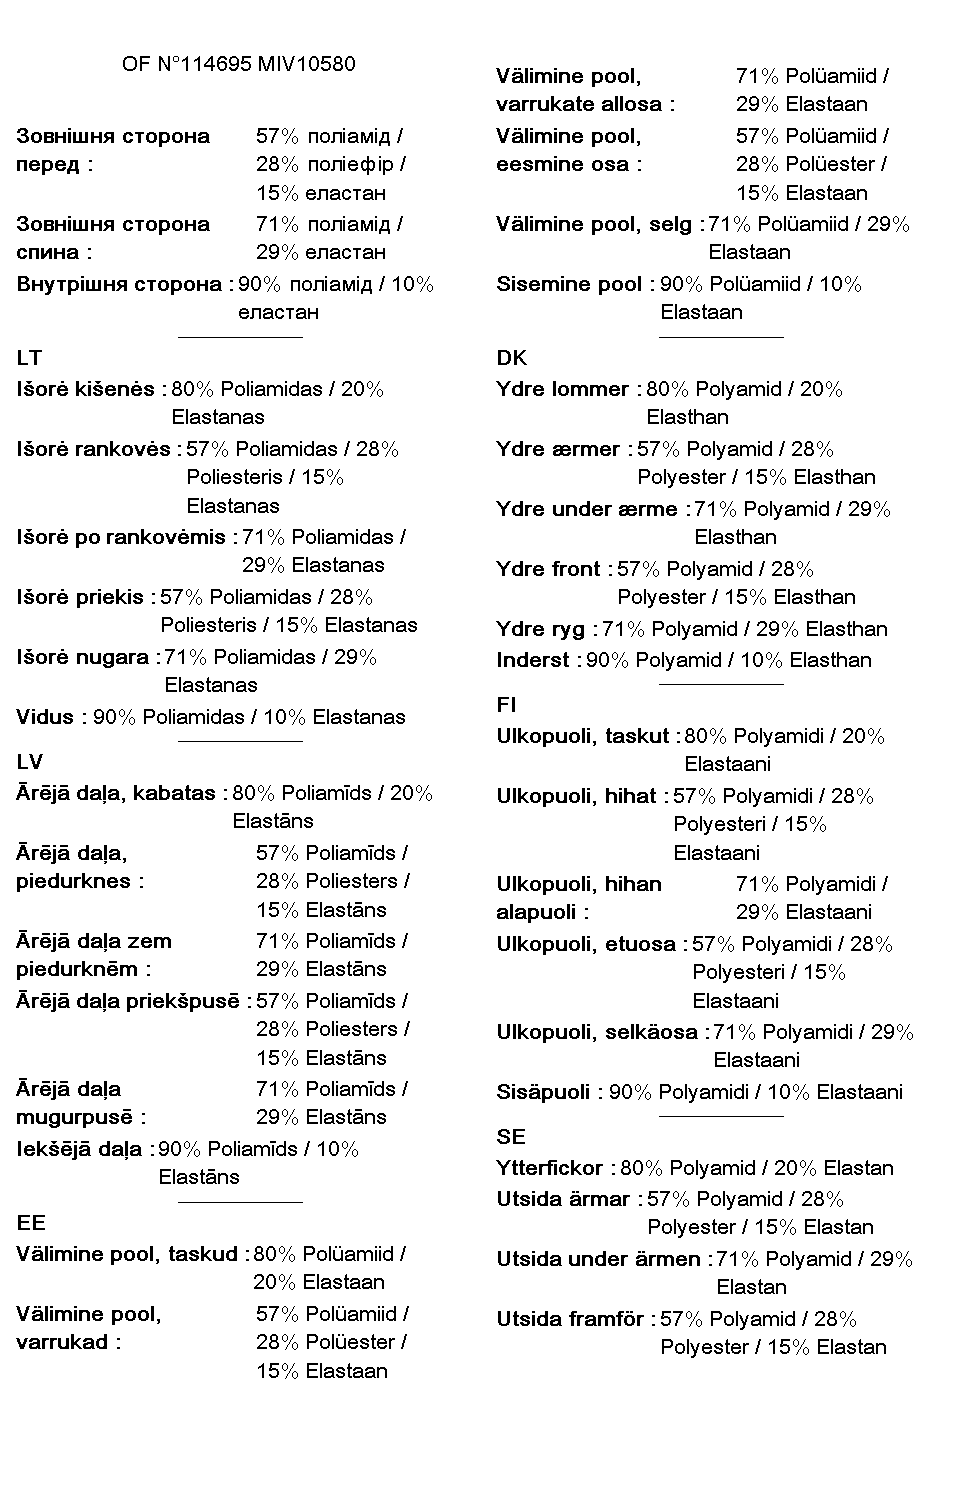 OF N°114695 MIV10580
Зовнішня сторона 57% поліамід /
перед : 28% поліефір /
15% еластан
Зовнішня сторона 71% поліамід /
спина : 29% еластан
Внутрішня сторона : 90% поліамід / 10%
еластан
LT
Išorė kišenės : 80% Poliamidas / 20%
Elastanas
Išorė rankovės : 57% Poliamidas / 28%
Poliesteris / 15%
Elastanas
Išorė po rankovėmis : 71% Poliamidas /
29% Elastanas
Išorė priekis : 57% Poliamidas / 28%
Poliesteris / 15% Elastanas
Išorė nugara : 71% Poliamidas / 29%
Elastanas
Vidus : 90% Poliamidas / 10% Elastanas
LV
Ārējā daļa, kabatas : 80% Poliamīds / 20%
Elastāns
Ārējā daļa, 57% Poliamīds /
piedurknes : 28% Poliesters /
15% Elastāns
Ārējā daļa zem 71% Poliamīds /
piedurknēm : 29% Elastāns
Ārējā daļa priekšpusē : 57% Poliamīds /
28% Poliesters /
15% Elastāns
Ārējā daļa 71% Poliamīds /
mugurpusē : 29% Elastāns
Iekšējā daļa : 90% Poliamīds / 10%
Elastāns
EE
Välimine pool, taskud : 80% Polüamiid /
20% Elastaan
Välimine pool, 57% Polüamiid /
varrukad : 28% Polüester /
15% Elastaan
Välimine pool, 71% Polüamiid /
varrukate allosa : 29% Elastaan
Välimine pool, 57% Polüamiid /
eesmine osa : 28% Polüester /
15% Elastaan
Välimine pool, selg : 71% Polüamiid / 29%
Elastaan
Sisemine pool : 90% Polüamiid / 10%
Elastaan
DK
Ydre lommer : 80% Polyamid / 20%
Elasthan
Ydre ærmer : 57% Polyamid / 28%
Polyester / 15% Elasthan
Ydre under ærme : 71% Polyamid / 29%
Elasthan
Ydre front : 57% Polyamid / 28%
Polyester / 15% Elasthan
Ydre ryg : 71% Polyamid / 29% Elasthan
Inderst : 90% Polyamid / 10% Elasthan
FI
Ulkopuoli, taskut : 80% Polyamidi / 20%
Elastaani
Ulkopuoli, hihat : 57% Polyamidi / 28%
Polyesteri / 15%
Elastaani
Ulkopuoli, hihan 71% Polyamidi /
alapuoli : 29% Elastaani
Ulkopuoli, etuosa : 57% Polyamidi / 28%
Polyesteri / 15%
Elastaani
Ulkopuoli, selkäosa : 71% Polyamidi / 29%
Elastaani
Sisäpuoli : 90% Polyamidi / 10% Elastaani
SE
Ytterfickor : 80% Polyamid / 20% Elastan
Utsida ärmar : 57% Polyamid / 28%
Polyester / 15% Elastan
Utsida under ärmen : 71% Polyamid / 29%
Elastan
Utsida framför : 57% Polyamid / 28%
Polyester / 15% Elastan